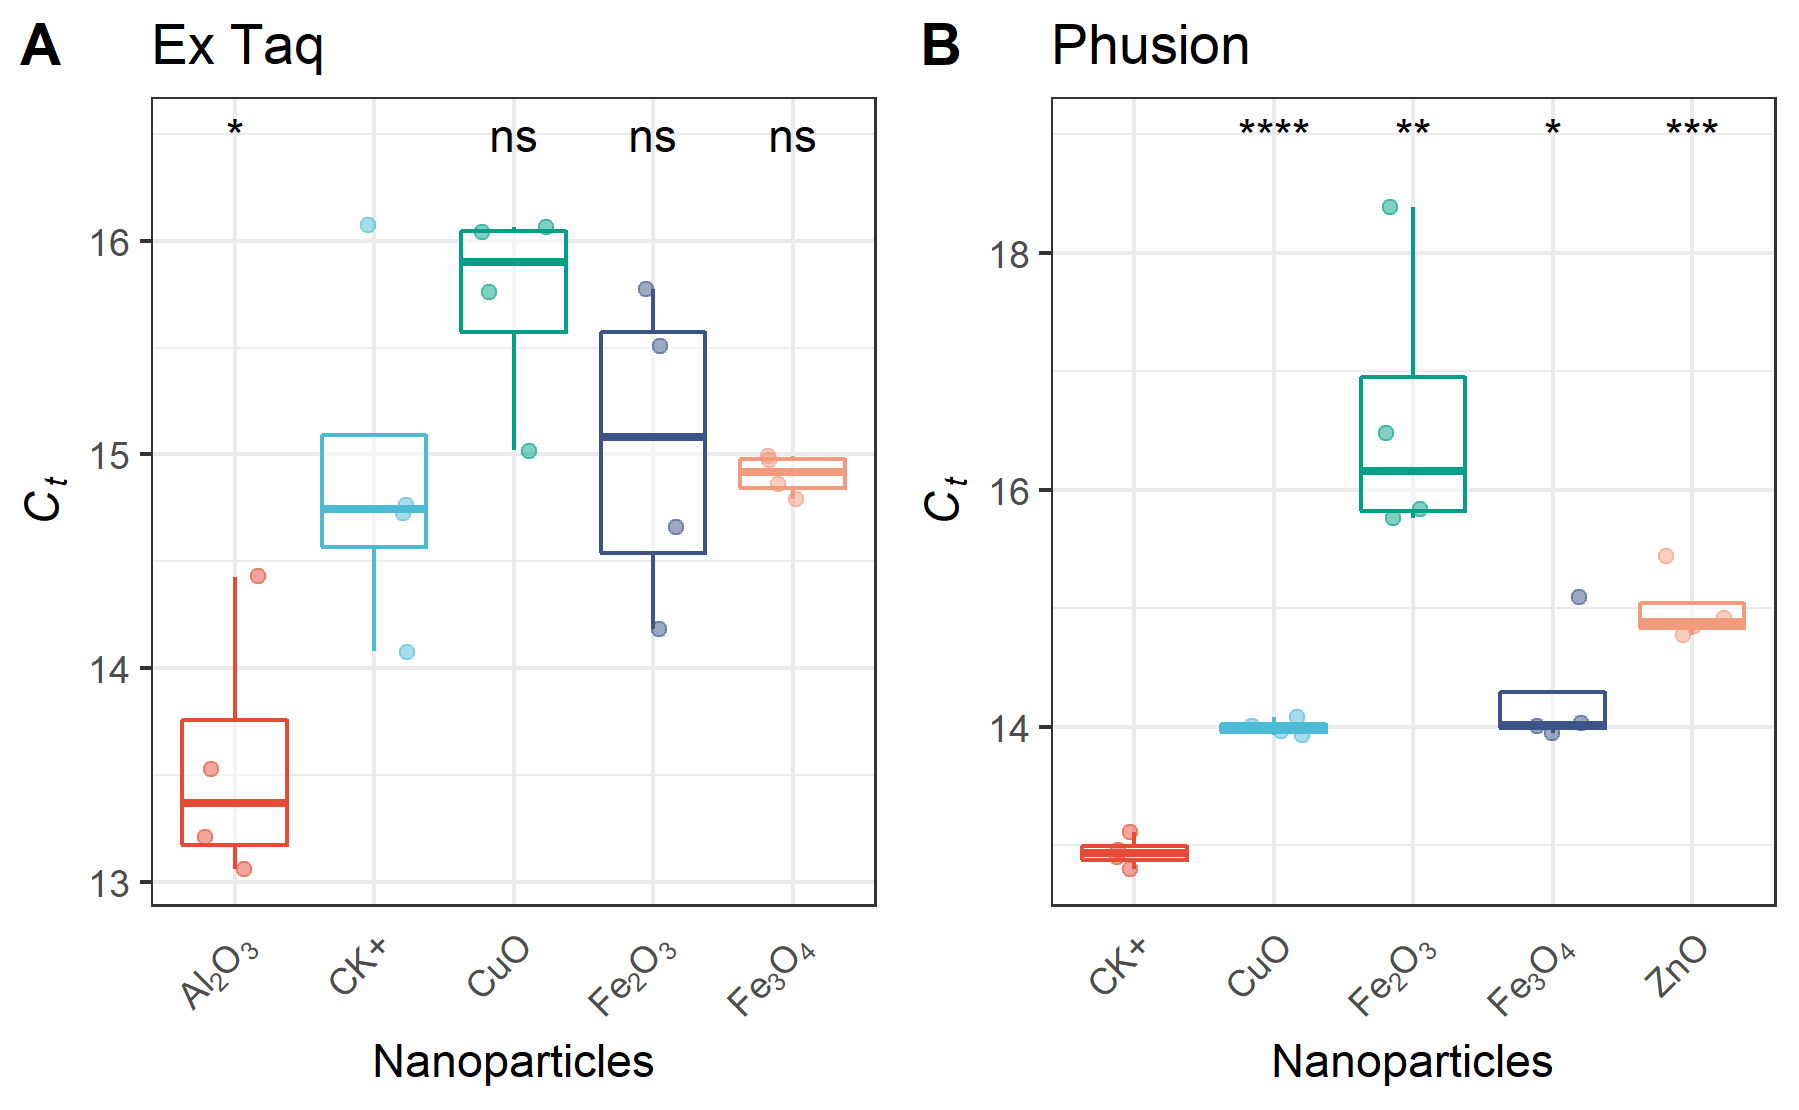 A Ex Taq
* ns ns ns
16
15
14
13
Ct
Al2O3 CK+ CuO Fe2O3 Fe3O4
Nanoparticles
B Phusion
**** ** * ***
18
16
14
Ct
CK+ CuO Fe2O3 Fe3O4 ZnO
Nanoparticles